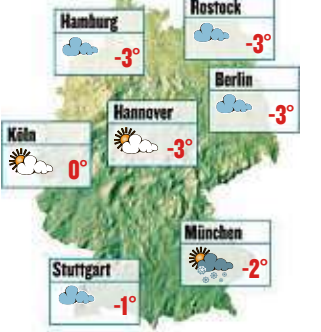 Hamburg
-3°
Rostock
-3°
Berlin
-3°
Hannover
-3°
Köln
0°
München
-2°
Stuttgart
-1°